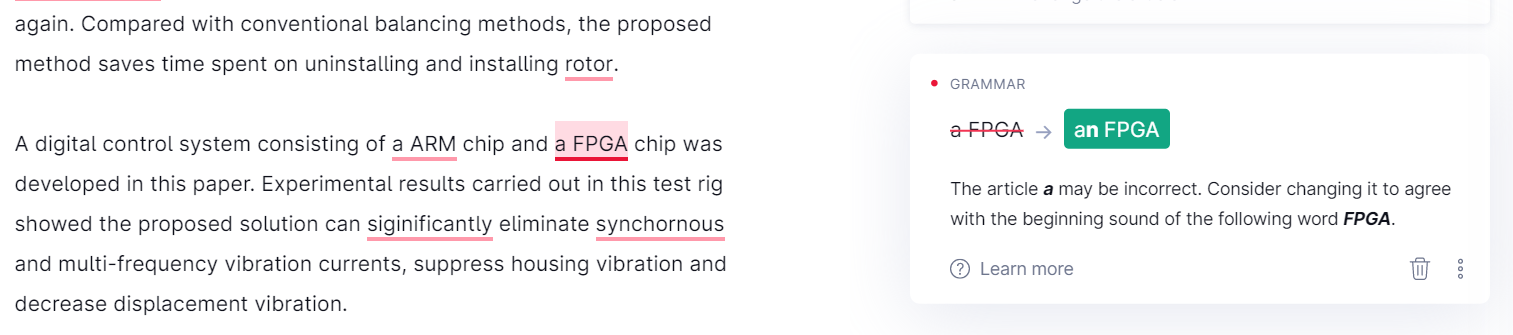 again. Compared with conventional balancing methods, the proposed
method saves time spent on uninstalling and installing rotor.
A digital control system consisting of a ARM chip and a FPGA chip was
developed in this paper. Experimental results carried out in this test rig
showed the proposed solution can siginificantly eliminate synchornous
and multi-frequency vibration currents, suppress housing vibration and
decrease displacement vibration.
GRAMMAR
a FPGA → an FPGA
The article a may be incorrect. Consider changing it to agree
with the beginning sound of the following word FPGA.
Learn more